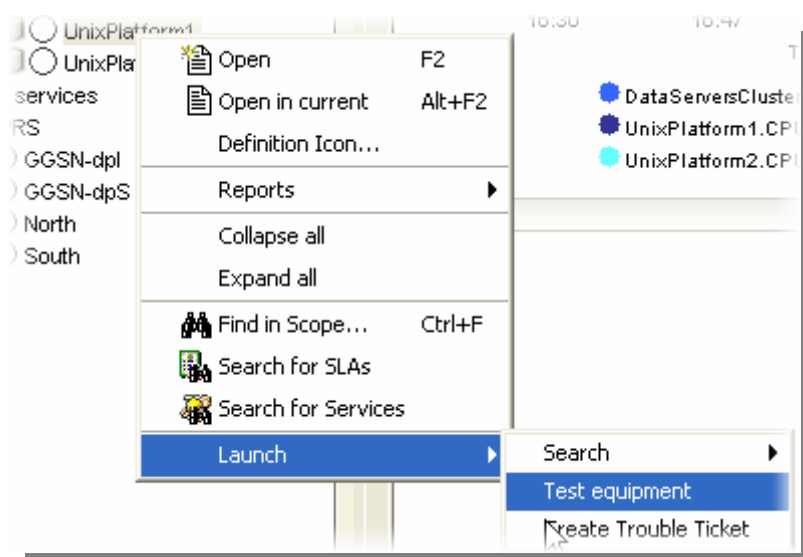 16:30 16:47
UnixPlatform1
UnixPla
services
RS
GGSN-dpI
GGSN-dpS
North
South
Open F2
Open in current Alt+F2
Definition Icon...
Reports
Collapse all
Expand all
Find in Scope... Ctrl+F
Search for SLAs
Search for Services
Launch
Search
Test equipment
Create Trouble Ticket
T
DataServersCluste
UnixPlatform1.CPU
UnixPlatform2.CPU